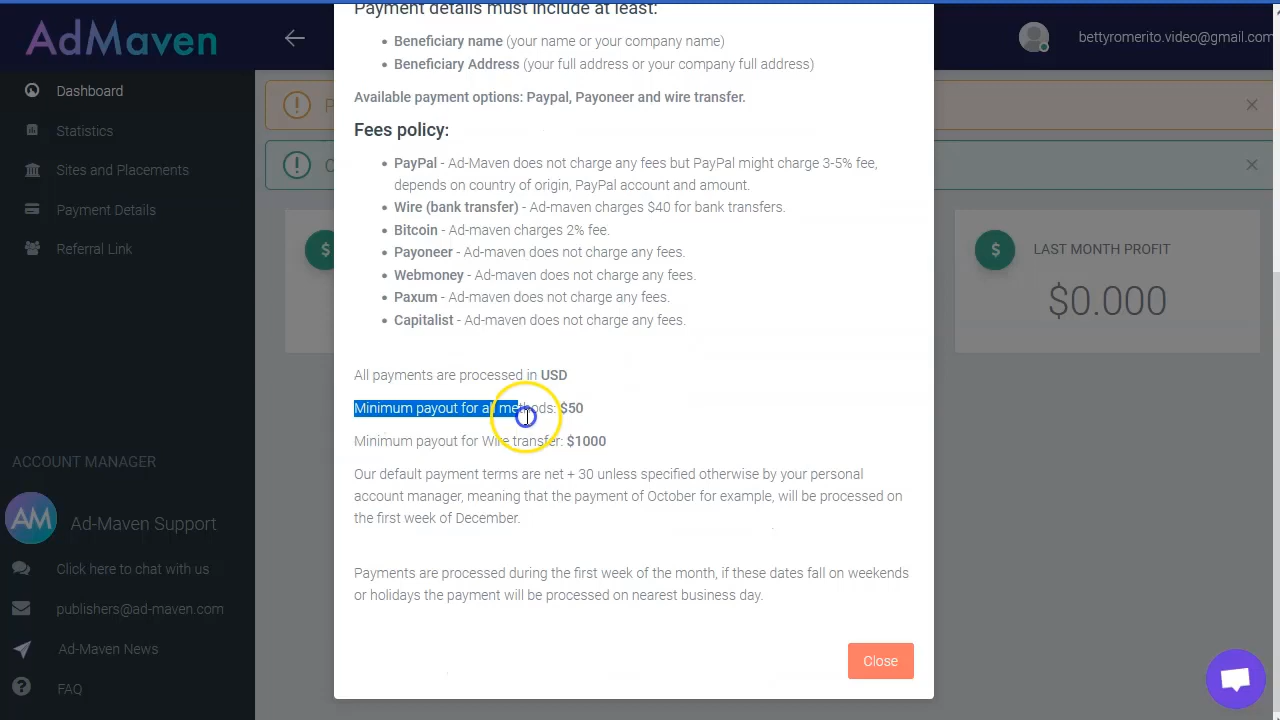 Payment details must include at least:
AdMaven
bettyromerito.video@gmail.com
Beneficiary name (your name or your company name)
Beneficiary Address (your full address or your company full address)
Dashboard
Statistics
Sites and Placements
Payment Details
Referral Link
Available payment options: Paypal, Payoneer and wire transfer.
Fees policy:
PayPal - Ad-Maven does not charge any fees but PayPal might charge 3-5% fee,
depends on country of origin, PayPal account and amount.
Wire (bank transfer) - Ad-maven charges $40 for bank transfers.
Bitcoin - Ad-maven charges 2% fee.
Payoneer - Ad-maven does not charge any fees.
Webmoney - Ad-maven does not charge any fees.
Paxum - Ad-maven does not charge any fees.
Capitalist - Ad-maven does not charge any fees.
$
$
LAST MONTH PROFIT
$0.000
All payments are processed in USD
Minimum payout for all methods: $50
Minimum payout for Wire transfer: $1000
Our default payment terms are net + 30 unless specified otherwise by your personal
account manager, meaning that the payment of October for example, will be processed on
the first week of December.
Payments are processed during the first week of the month, if these dates fall on weekends
or holidays the payment will be processed on nearest business day.
Close
ACCOUNT MANAGER
AM
Ad-Maven Support
Click here to chat with us
publishers@ad-maven.com
Ad-Maven News
FAQ